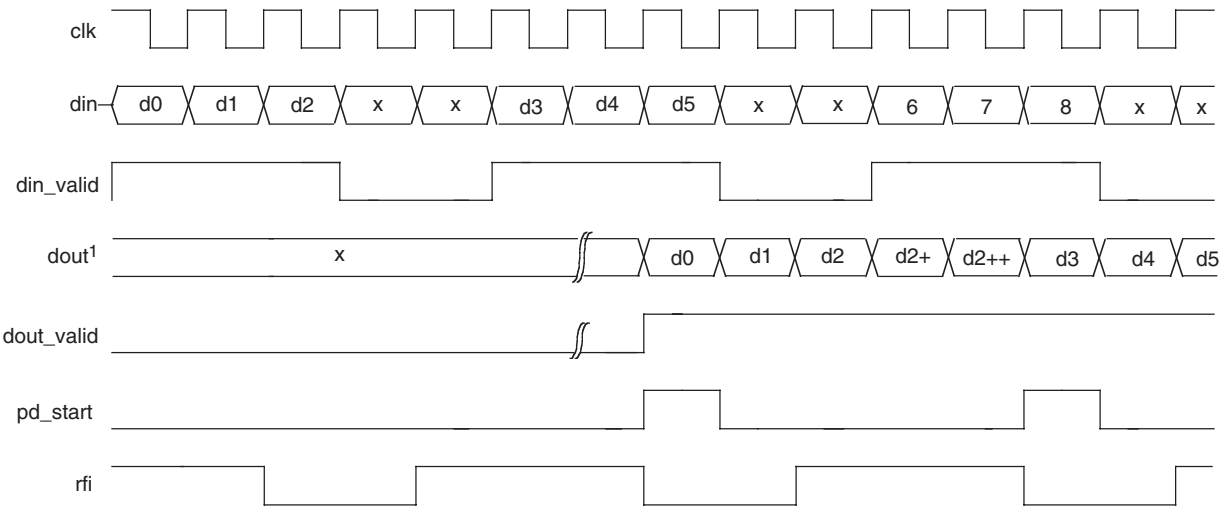 clk
din d0 d1 d2 x x d3 d4 d5 x x 6 7 8 x x
din_valid
dout1 x d0 d1 d2 d2+ d2++ d3 d4 d5
dout_valid
pd_start
rfi